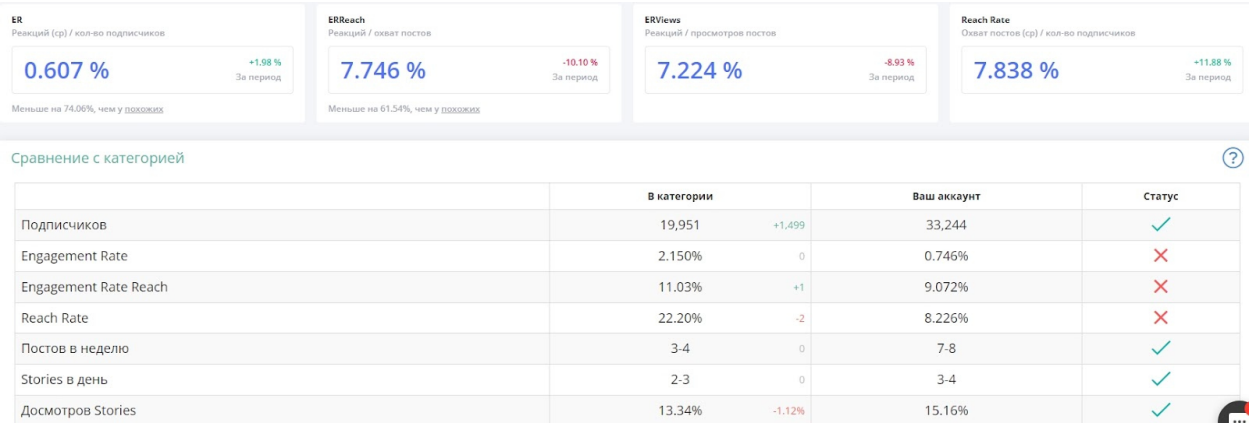 ER
Реакций (ср) / кол-во подписчиков
0.607 %
+1.98 %
За период
Меньше на 74.06%, чем у похожих
ERReach
Реакций / охват постов
7.746 %
-10.10 %
За период
Меньше на 61.54%, чем у похожих
ERViews
Реакций / просмотров постов
7.224 %
-8.93 %
За период
Reach Rate
Охват постов (ср) / кол-во подписчиков
7.838 %
+11.88 %
За период
Сравнение с категорией
?
В категории Ваш аккаунт Статус
Подписчиков 19,951 +1,499 33,244
Engagement Rate 2.150% 0 0.746%
Engagement Rate Reach 11.03% +1 9.072%
Reach Rate 22.20% -2 8.226%
Постов в неделю 3-4 0 7-8
Stories в день 2-3 0 3-4
Досмотров Stories 13.34% -1.12% 15.16%